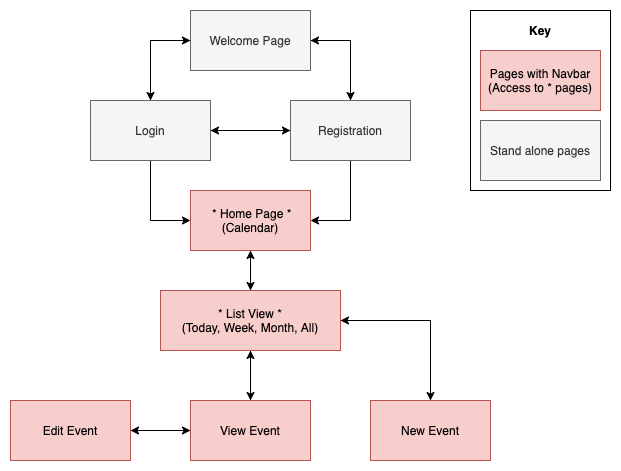 Welcome Page
Login
Registration
* Home Page *
(Calendar)
* List View *
(Today, Week, Month, All)
Edit Event
View Event
New Event
Key
Pages with Navbar
(Access to * pages)
Stand alone pages